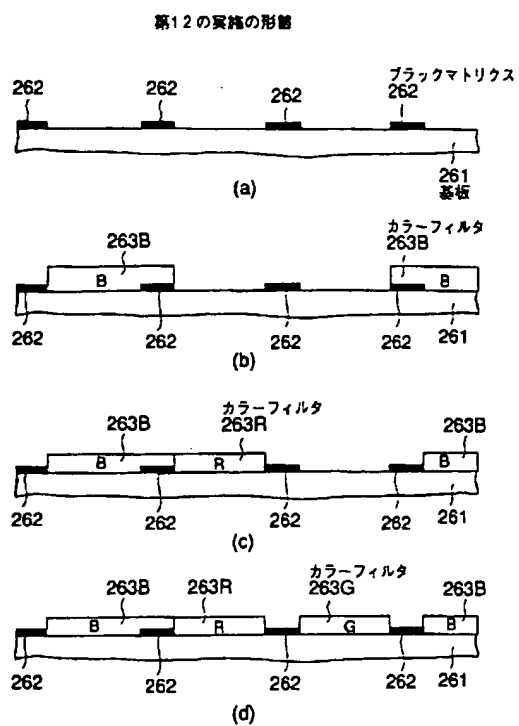 第12の実施の形態
ブラックマトリクス
262 262 262 262
261
基板
(a)
カラーフィルタ
263B 263B
B B
262 262 262 262 261
(b)
カラーフィルタ
263B 263R 263B
B R B
262 262 262 262 261
(c)
カラーフィルタ
263B 263R 263G 263B
B R G B
262 262 262 262 261
(d)